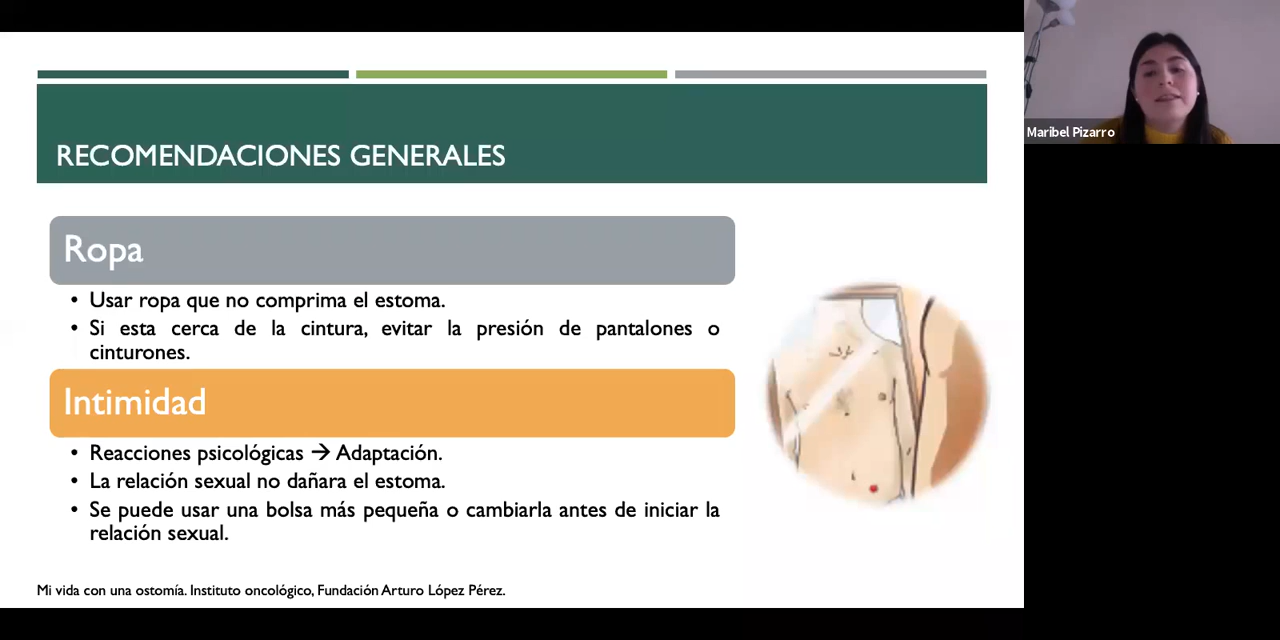 RECOMENDACIONES GENERALES
Maribel Pizarro
Ropa
• Usar ropa que no comprima el estoma.
• Si esta cerca de la cintura, evitar la presión de pantalones o
cinturones.
Intimidad
• Reacciones psicológicas → Adaptación.
• La relación sexual no dañara el estoma.
• Se puede usar una bolsa más pequeña o cambiarla antes de iniciar la
relación sexual.
Mi vida con una ostomía. Instituto oncológico, Fundación Arturo López Pérez.